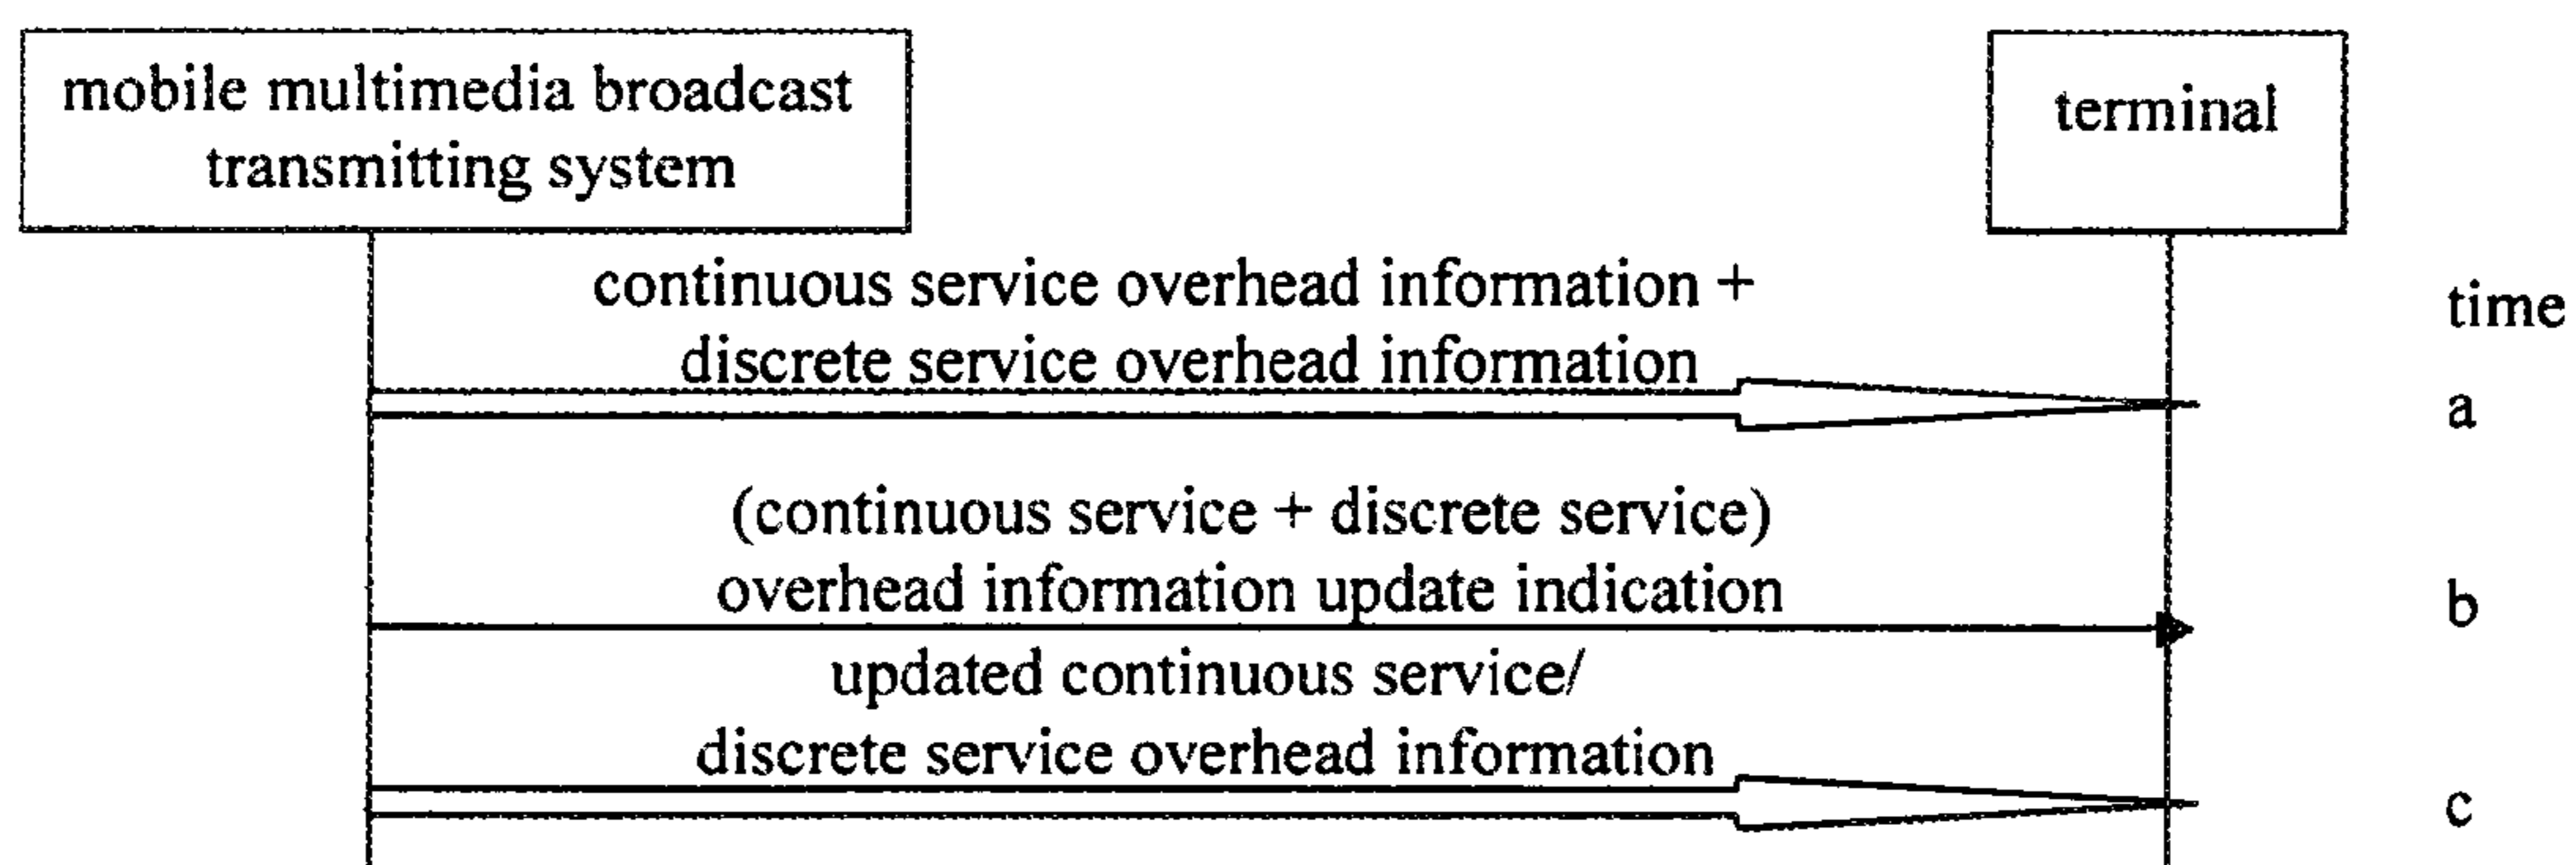 mobile multimedia broadcast
transmitting system
terminal
continuous service overhead information +
discrete service overhead information
time
a
(continuous service + discrete service)
overhead information update indication
b
updated continuous service/
discrete service overhead information
c